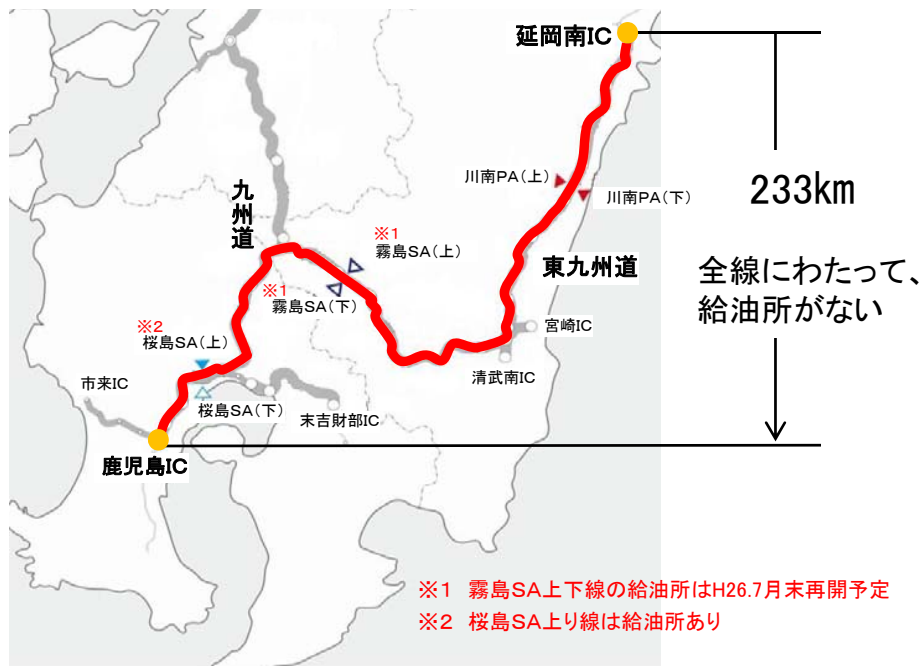 延岡南IC
川南PA(上)
川南PA(下)
233km
全線にわたって、
給油所がない
九州道
※1
霧島SA(上)
東九州道
※1
霧島SA(下)
※2
桜島SA(上)
宮崎IC
清武南IC
市来IC
桜島SA(下)
末吉財部IC
鹿児島IC
※1 霧島SA上下線の給油所はH26.7月末再開予定
※2 桜島SA上り線は給油所あり